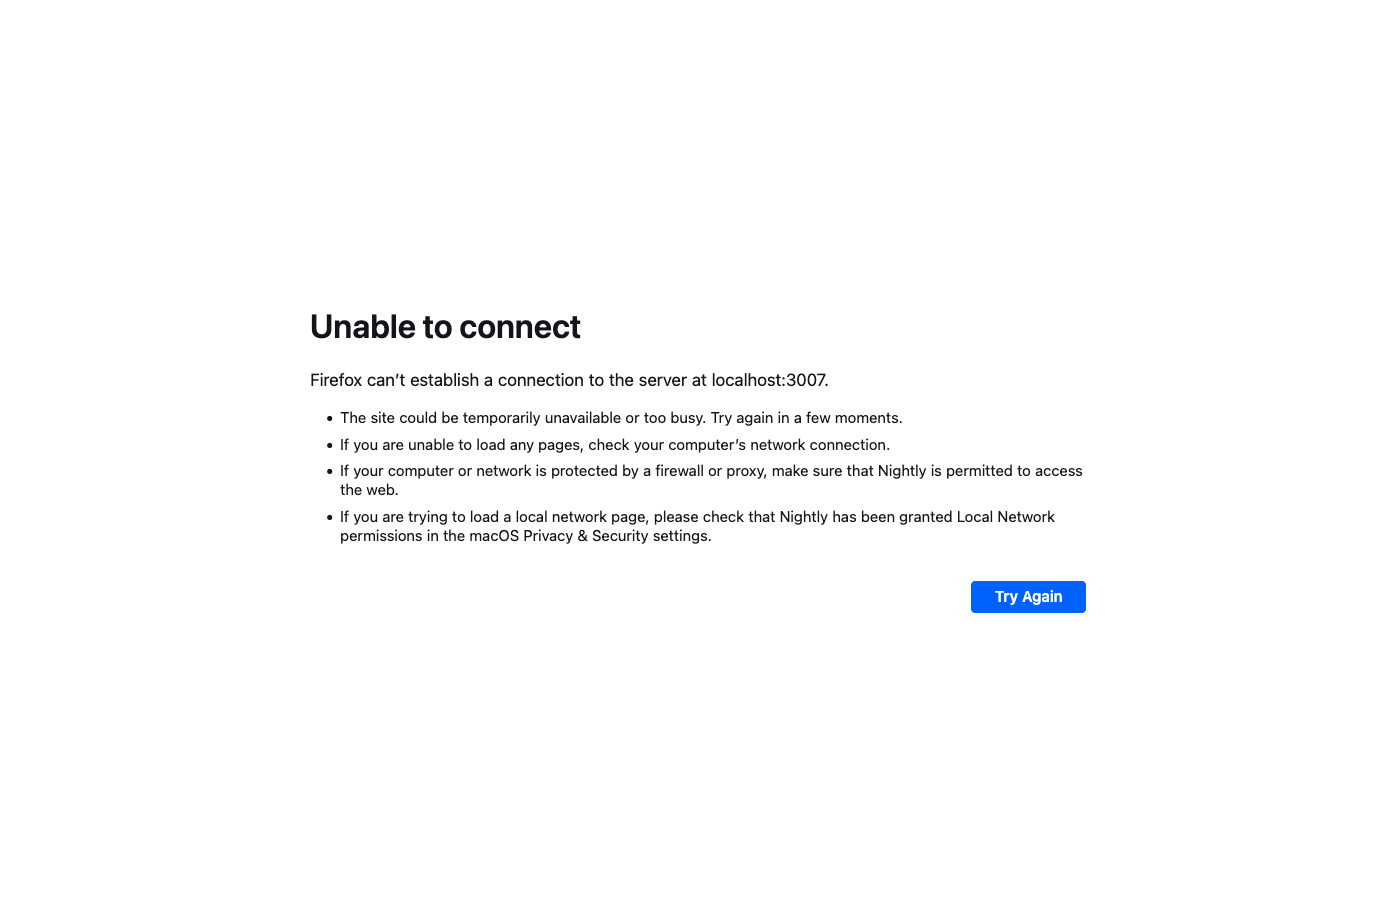 Unable to connect
Firefox can’t establish a connection to the server at localhost:3007.
• The site could be temporarily unavailable or too busy. Try again in a few moments.
• If you are unable to load any pages, check your computer’s network connection.
• If your computer or network is protected by a firewall or proxy, make sure that Nightly is permitted to access
the web.
• If you are trying to load a local network page, please check that Nightly has been granted Local Network
permissions in the macOS Privacy & Security settings.
Try Again